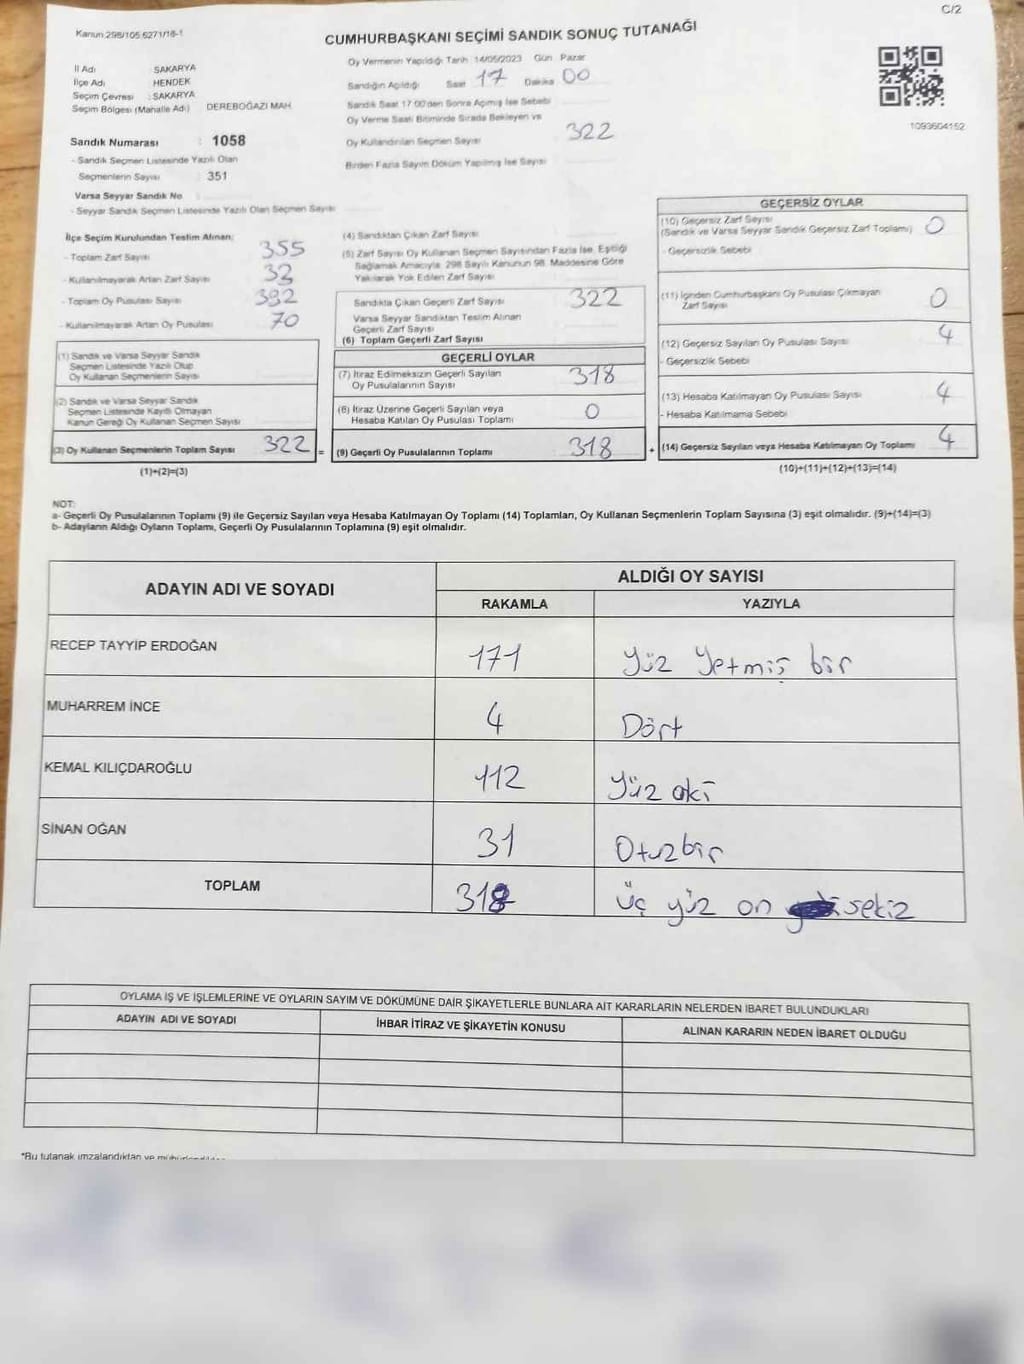 C/2
Kanun 298/105 6271/18-1
CUMHURBAŞKANI SEÇİMİ SANDIK SONUÇ TUTANAĞI
İl Adı SAKARYA
İlçe Adı HENDEK
Seçim Çevresi : SAKARYA
Seçim Bölgesi (Mahalle Adı) DEREBOĞAZI MAH.
Sandık Numarası : 1058
- Sandık Seçmen Listesinde Yazılı Olan
Seçmenlerin Sayısı 351
Varsa Seyyar Sandık No
- Seyyar Sandık Seçmen Listesinde Yazılı Olan Seçmen Sayısı
Oy Vermenin Yapıldığı Tarih 14/05/2023 Gün Pazar
Sandığın Açıldığı Saat 17 Dakika 00
Sandık Saat 17:00'den Sonra Açımış İse Sebebi
Oy Verme Saati Bitiminde Sırada Bekleyen vs
Oy Kullandırılan Seçmen Sayısı 322
Birden Fazla Sayım Döküm Yapılmış İse Sayısı
1093604152
İlçe Seçim Kurulundan Teslim Alınan:
- Toplam Zarf Sayısı 355
- Kullanılmayarak Artan Zarf Sayısı 32
- Toplam Oy Pusulası Sayısı 392
- Kullanılmayarak Artan Oy Pusulası 70
(1) Sandık ve Varsa Seyyar Sandık
Seçmen Listesinde Yazılı Olup
Oy Kullanan Seçmenlerin Sayısı
(2) Sandık ve Varsa Seyyar Sandık
Seçmen Listesinde Kayıtlı Olmayan
Kanun Gereği Oy Kullanan Seçmen Sayısı
(3) Oy Kullanan Seçmenlerin Toplam Sayısı 322 =
(1)+(2)=(3)
(4) Sandıktan Çıkan Zarf Sayısı
(5) Zarf Sayısı Oy Kullanan Seçmen Sayısından Fazla İse, Eşitliği
Sağlamak Amacıyla, 298 Sayılı Kanunun 98. Maddesine Göre
Yakılarak Yok Edilen Zarf Sayısı
Sandıkta Çıkan Geçerli Zarf Sayısı 322
Varsa Seyyar Sandıktan Teslim Alınan
Geçerli Zarf Sayısı
(6) Toplam Geçerli Zarf Sayısı
GEÇERLİ OYLAR
(7) İtiraz Edilmeksizin Geçerli Sayılan
Oy Pusulalarının Sayısı 318
(8) İtiraz Üzerine Geçerli Sayılan veya
Hesaba Katılan Oy Pusulası Toplamı 0
(9) Geçerli Oy Pusulalarının Toplamı 318 +
GEÇERSİZ OYLAR
(10) Geçersiz Zarf Sayısı
(Sandık ve Varsa Seyyar Sandık Geçersiz Zarf Toplamı) 0
- Geçersizlik Sebebi
(11) İçinden Cumhurbaşkanı Oy Pusulası Çıkmayan
Zarf Sayısı 0
(12) Geçersiz Sayılan Oy Pusulası Sayısı 4
- Geçersizlik Sebebi
(13) Hesaba Katılmayan Oy Pusulası Sayısı 4
- Hesaba Katılmama Sebebi
(14) Geçersiz Sayılan veya Hesaba Katılmayan Oy Toplamı 4
(10)+(11)+(12)+(13)=(14)
NOT:
a- Geçerli Oy Pusulalarının Toplamı (9) ile Geçersiz Sayılan veya Hesaba Katılmayan Oy Toplamı (14) Toplamları, Oy Kullanan Seçmenlerin Toplam Sayısına (3) eşit olmalıdır. (9)+(14)=(3)
b- Adayların Aldığı Oyların Toplamı, Geçerli Oy Pusulalarının Toplamına (9) eşit olmalıdır.
ADAYIN ADI VE SOYADI
ALDIĞI OY SAYISI
RAKAMLA YAZIYLA
RECEP TAYYİP ERDOĞAN 171 Yüz Yetmiş bir
MUHARREM İNCE 4 Dört
KEMAL KILIÇDAROĞLU 112 Yüz oki
SİNAN OĞAN 31 Otuzbir
TOPLAM 318 üç yüz on sekiz
OYLAMA İŞ VE İŞLEMLERİNE VE OYLARIN SAYIM VE DÖKÜMÜNE DAİR ŞİKAYETLERLE BUNLARA AİT KARARLARIN NELERDEN İBARET BULUNDUKLARI
ADAYIN ADI VE SOYADI İHBAR İTİRAZ VE ŞİKAYETİN KONUSU ALINAN KARARIN NEDEN İBARET OLDUĞU
*Bu tutanak imzalandıktan ve